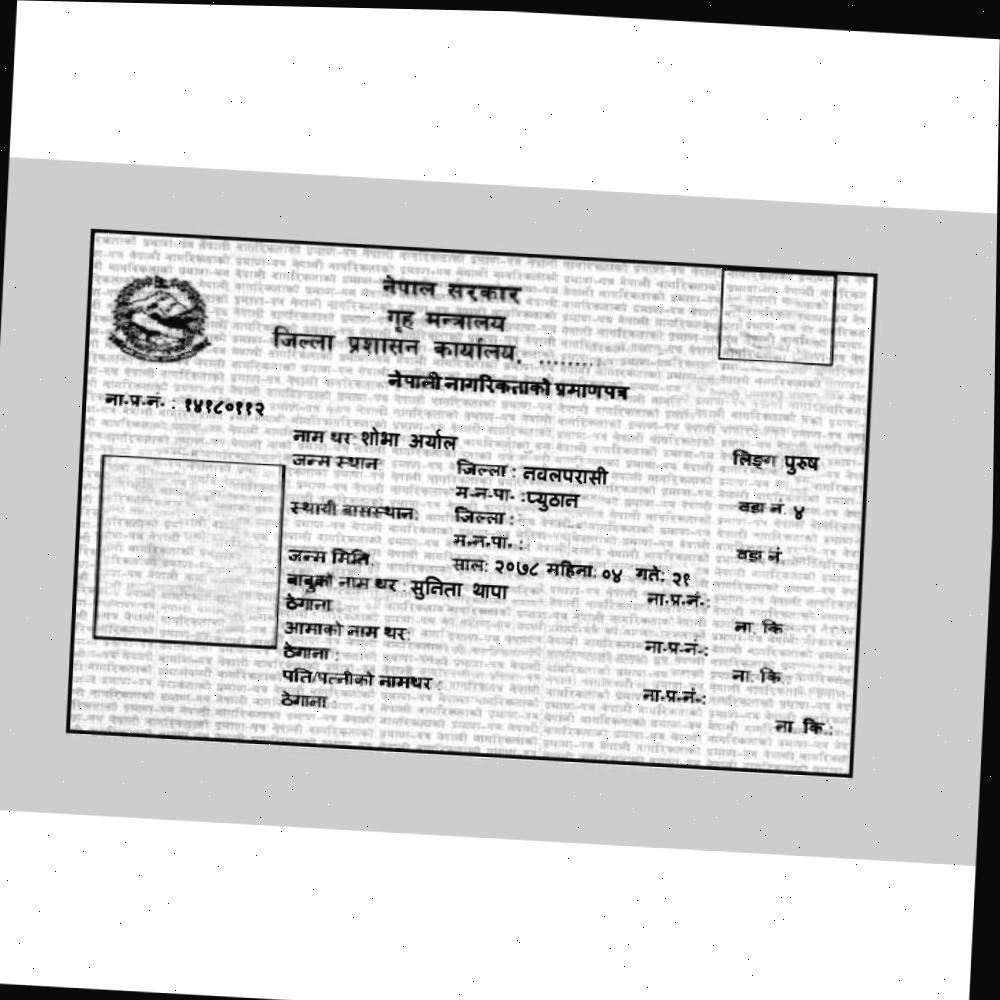 नेपाल सरकार
गृह मन्त्रालय
जिल्ला प्रशासन कार्यालय, .........
नेपाली नागरिकताको प्रमाणपत्र
ना.प्र.नं. : १४१८०११२
नाम थर शोभा अर्याल लिङ्ग पुरुष
जन्म स्थान: जिल्ला : नवलपरासी
म.न.पा. :प्युठान वडा नं. ४
स्थायी बासस्थान: जिल्ला :
म.न.पा. : वडा नं
जन्म मिति: साल: २०७८ महिना: ०४ गते: २१
बाबुको नाम थर : सुनिता थापा ना.प्र.नं.:
ठेगाना : ना. कि
आमाको नाम थर: ना.प्र.नं.:
ठेगाना : ना. कि
पति/पत्नीको नामथर : ना.प्र.नं.:
ठेगाना ना. कि.: